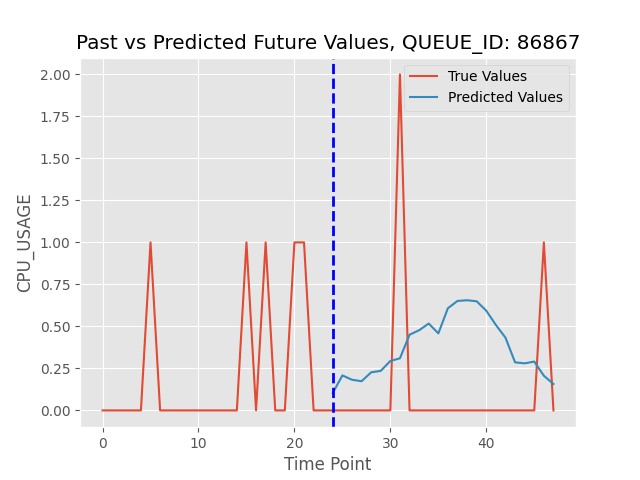 Past vs Predicted Future Values, QUEUE_ID: 86867
True Values
Predicted Values
CPU_USAGE
2.00
1.75
1.50
1.25
1.00
0.75
0.50
0.25
0.00
0
10
20
30
40
Time Point